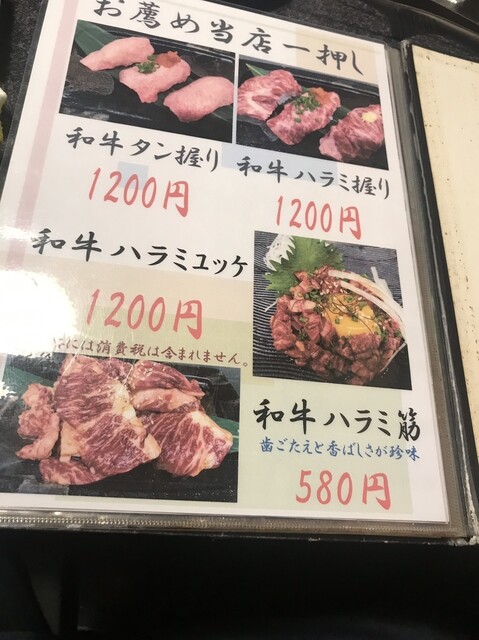 お薦め当店一押し
和牛タン握り
1200円
和牛ハラミ握り
1200円
和牛ハラミユッケ
1200円
には消費税は含まれません。
和牛ハラミ筋
歯ごたえと香ばしさが珍味
580円